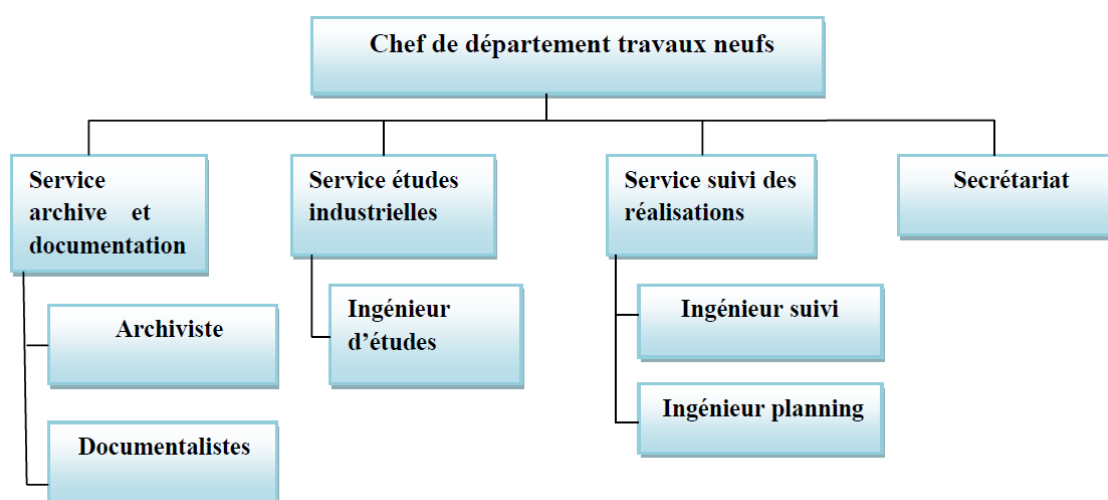 Chef de département travaux neufs
Service
archive et
documentation
Service études
industrielles
Service suivi des
réalisations
Secrétariat
Archiviste
Documentalistes
Ingénieur
d’études
Ingénieur suivi
Ingénieur planning